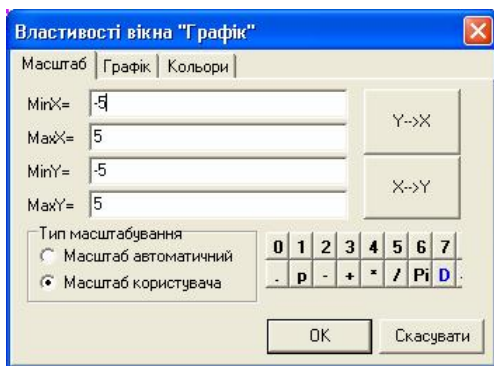 Властивості вікна "Графік"
Масштаб Графік Кольори
MinX= -5
MaxX= 5
MinY= -5
MaxY= 5
Y-->X
X-->Y
Тип масштабування
Масштаб автоматичний
Масштаб користувача
0 1 2 3 4 5 6 7
. p - + * / Pi D
OK Скасувати